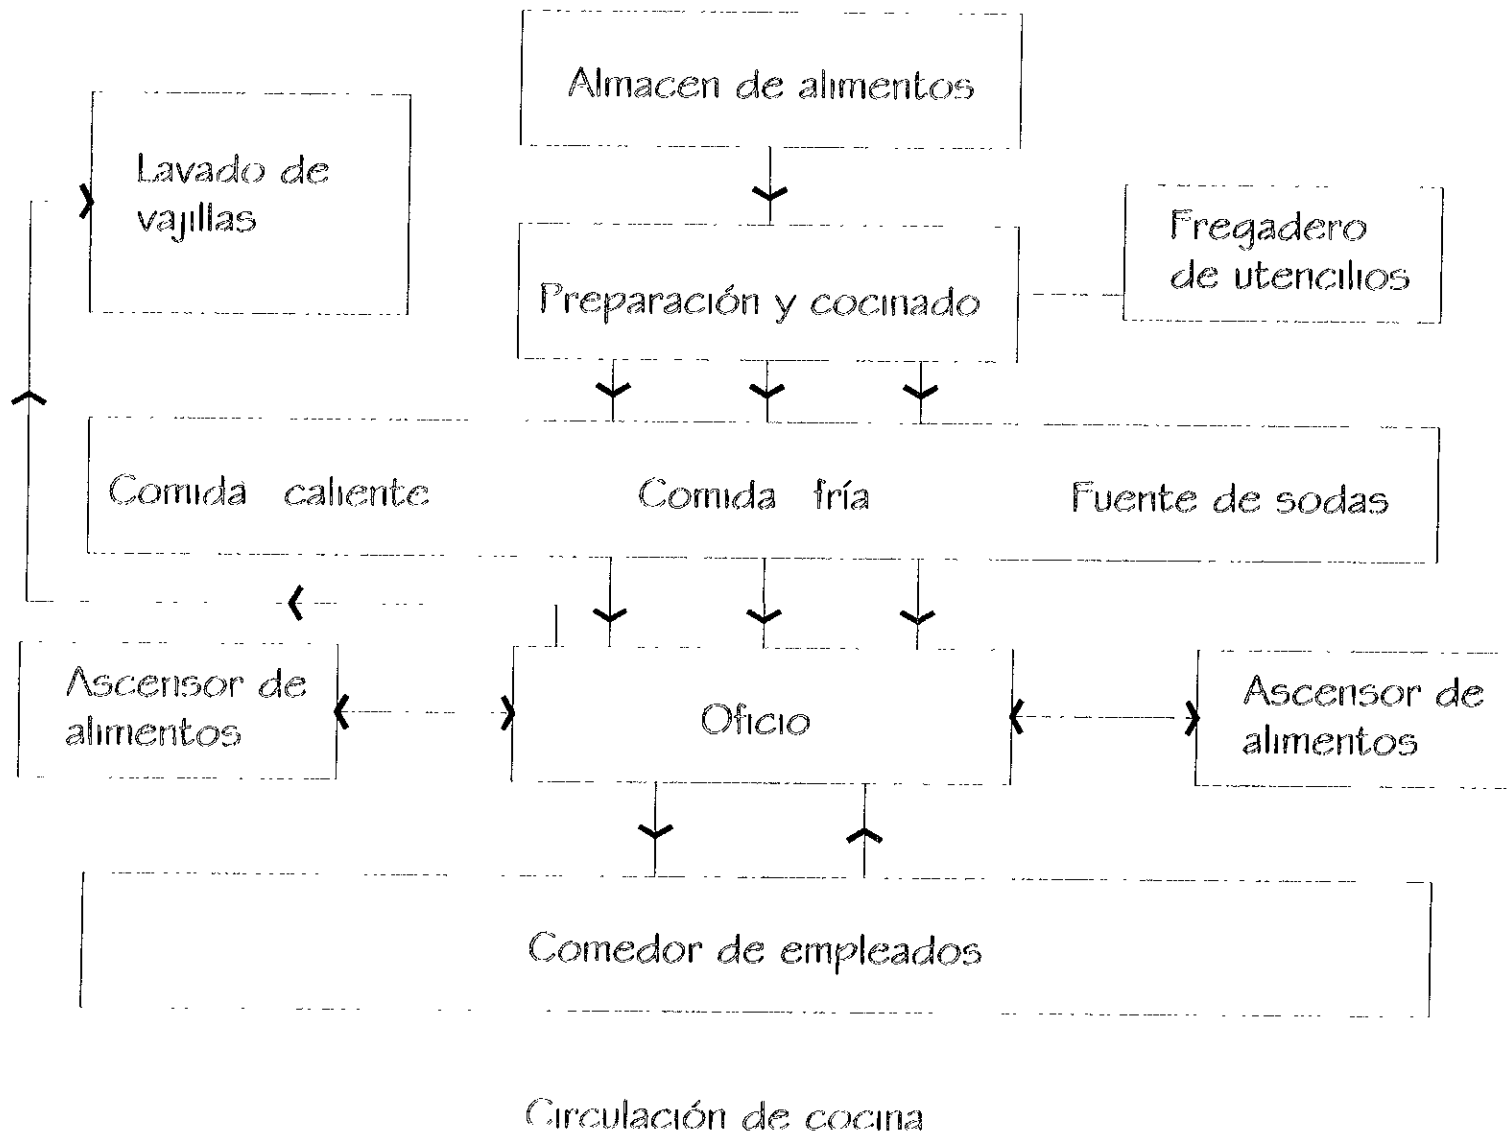 Almacen de alimentos
Lavado de
vajillas
Fregadero
de utencilios
Preparación y cocinado
Comida caliente
Comida fría
Fuente de sodas
Ascensor de
alimentos
Oficio
Ascensor de
alimentos
Comedor de empleados
Circulación de cocina